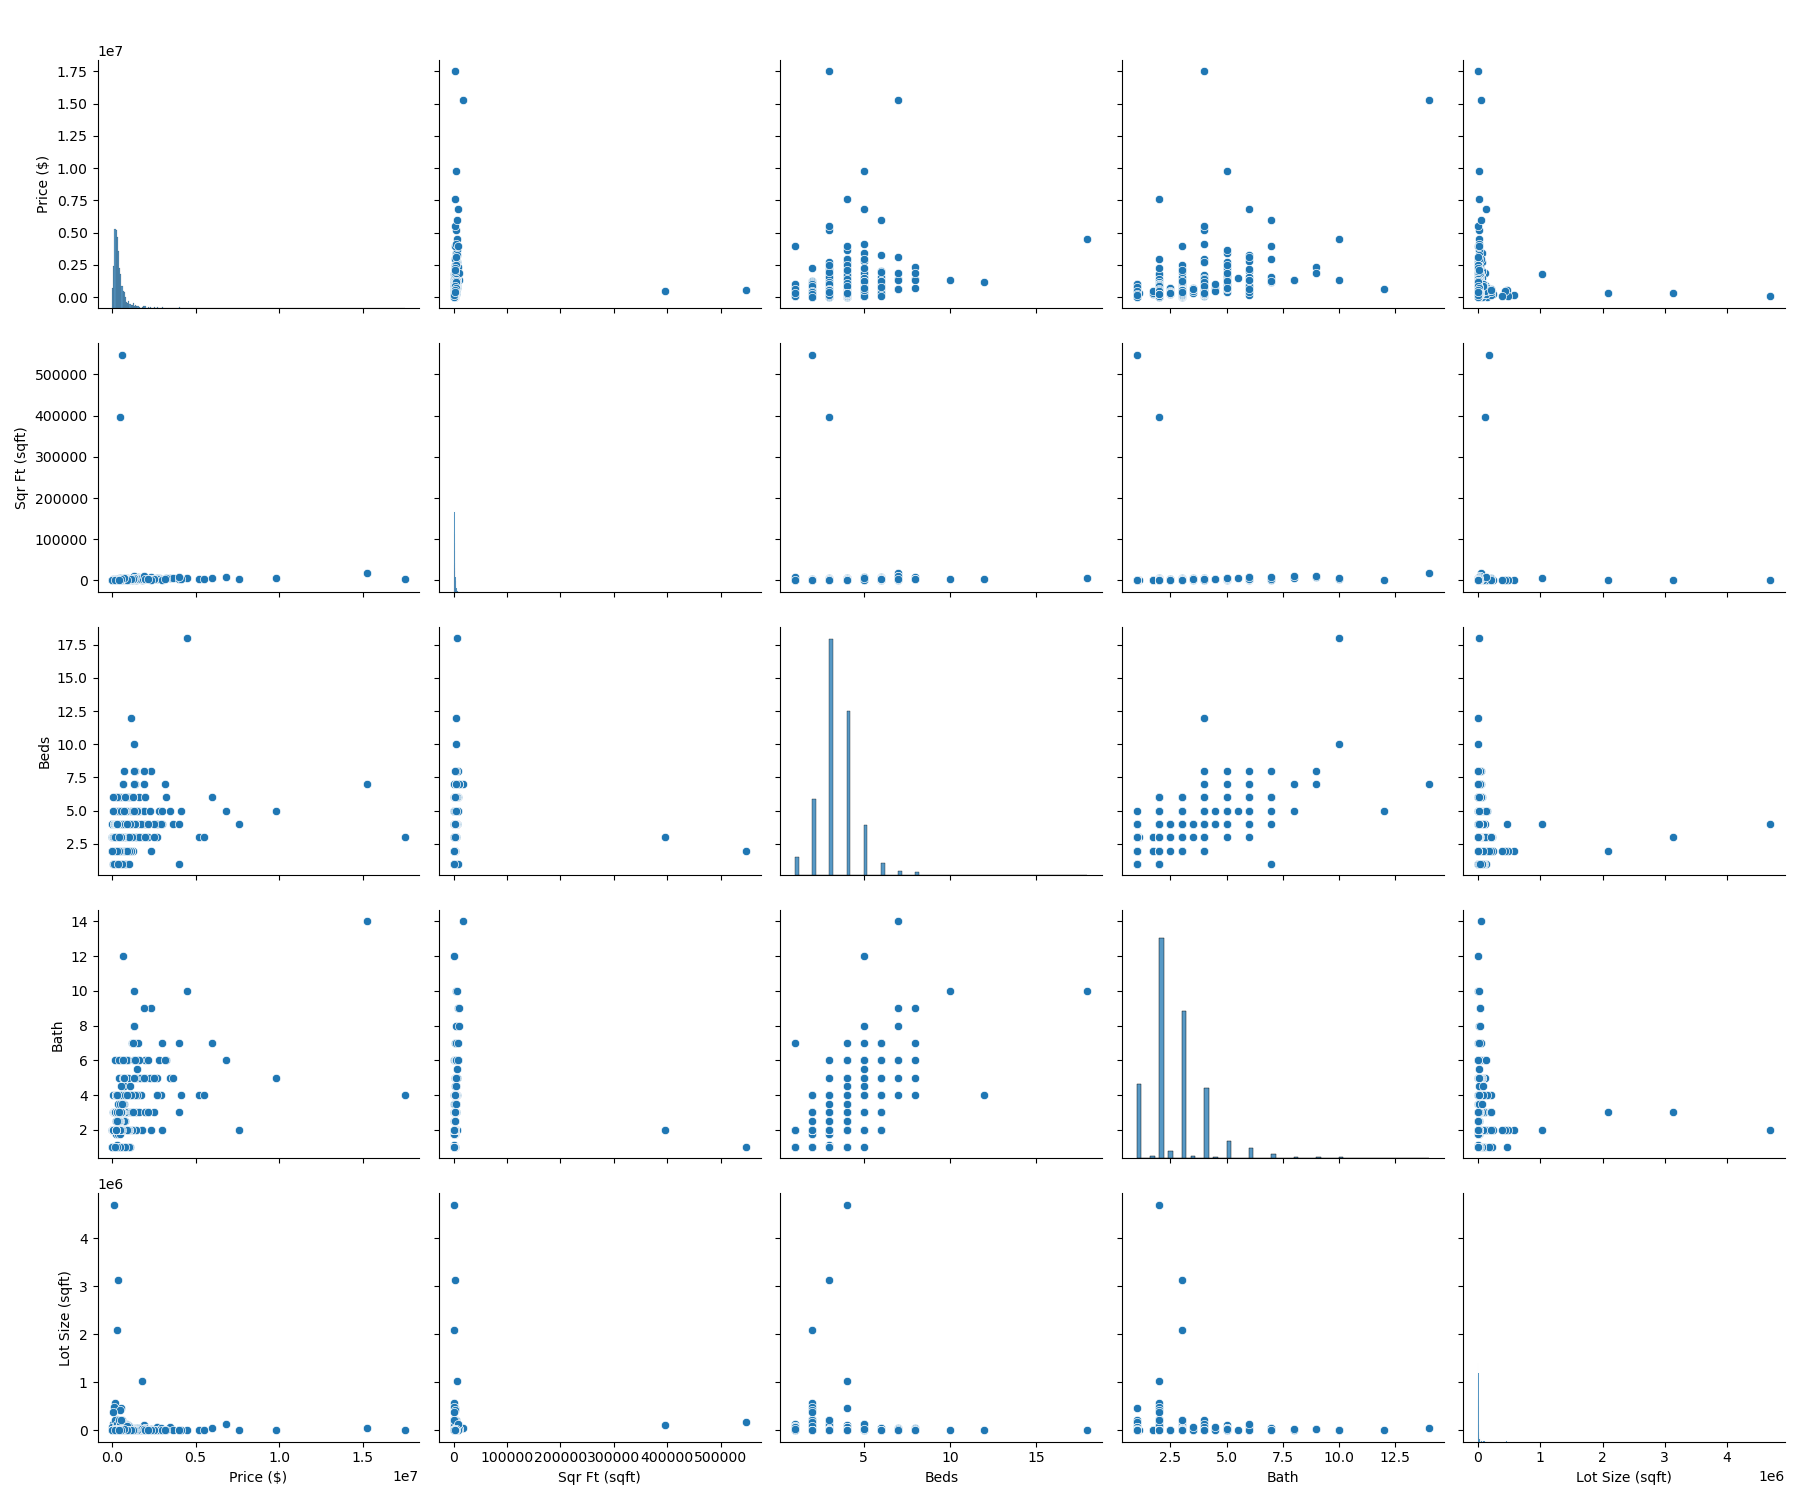 1e7
1.75
1.50
1.25
1.00
0.75
0.50
0.25
0.00
Price ($)
500000
400000
300000
200000
100000
0
Sqr Ft (sqft)
17.5
15.0
12.5
10.0
7.5
5.0
2.5
Beds
14
12
10
8
6
4
2
Bath
1e6
4
3
2
1
0
Lot Size (sqft)
0.0 0.5 1.0 1.5
Price ($) 1e7
0 100000 200000 300000 400000 500000
Sqr Ft (sqft)
5 10 15
Beds
2.5 5.0 7.5 10.0 12.5
Bath
0 1 2 3 4
Lot Size (sqft) 1e6